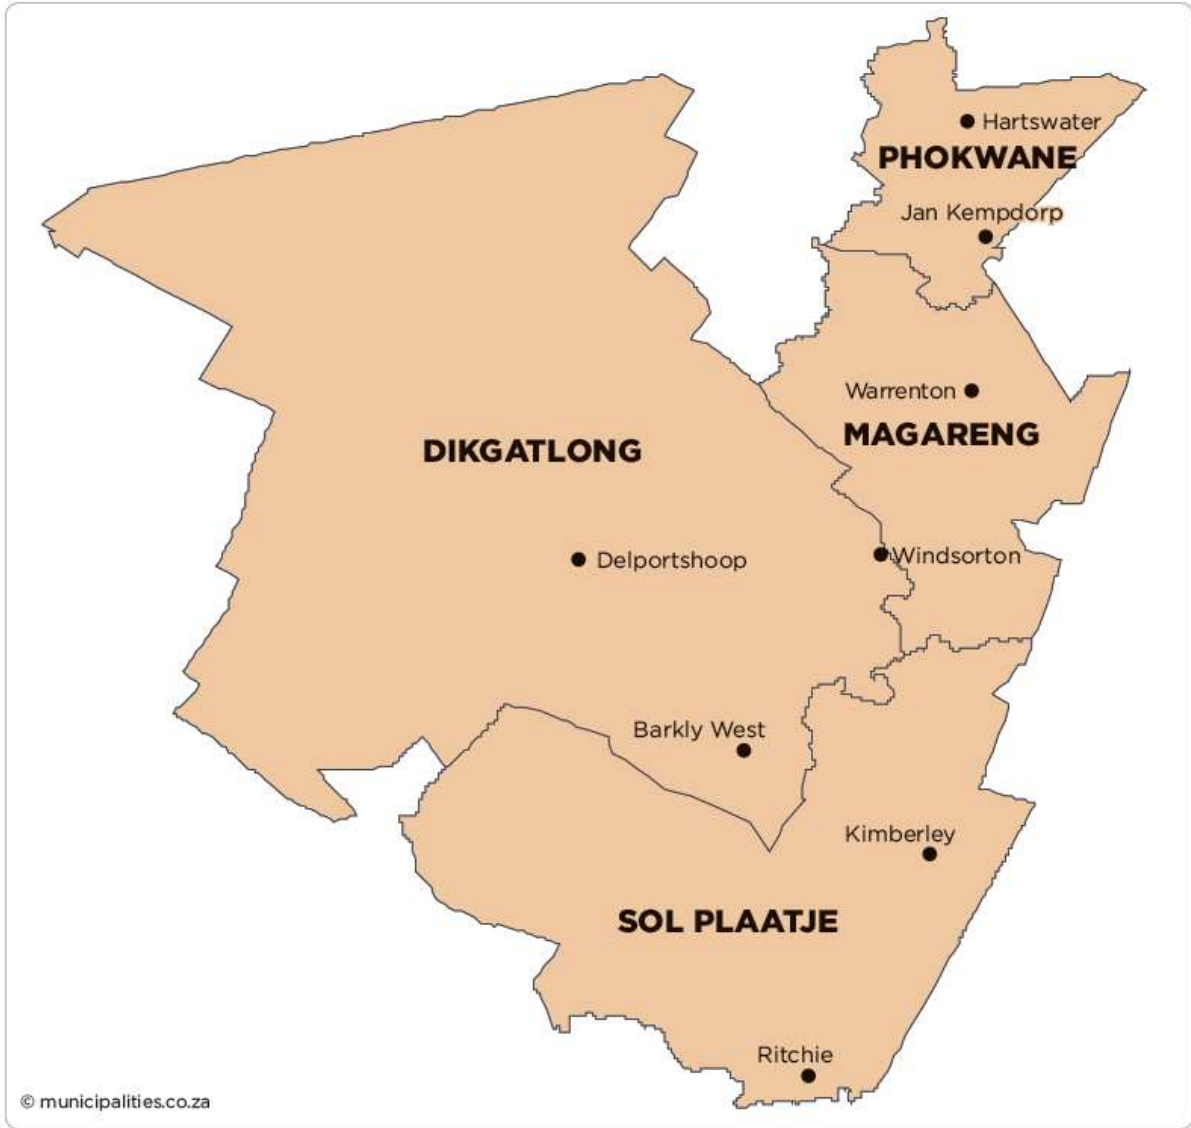 Hartswater
PHOKWANE
Jan Kempdorp
Warrenton
MAGARENG
DIKGATLONG
Windsorton
Delportshoop
Barkly West
Kimberley
SOL PLAATJE
Ritchie
© municipalities.co.za